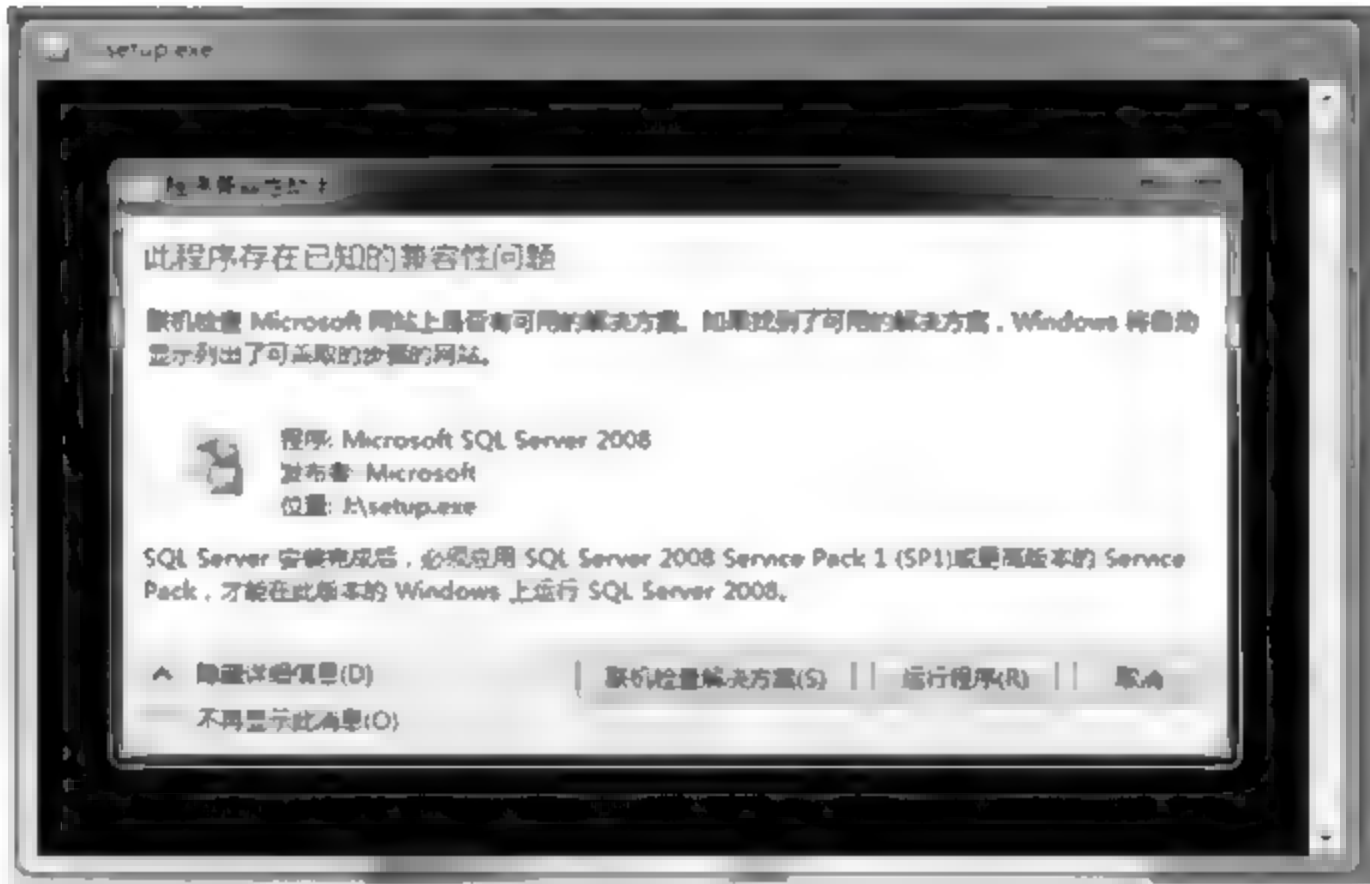 setup.exe
程序兼容性助手
此程序存在已知的兼容性问题
联机检查 Microsoft 网站上是否有可用的解决方案。如果找到了可用的解决方案，Windows 将自动
显示列出了可采取的步骤的网站。
程序: Microsoft SQL Server 2008
发布者: Microsoft
位置: J:\setup.exe
SQL Server 安装完成后，必须应用 SQL Server 2008 Service Pack 1 (SP1)或更高版本的 Service
Pack，才能在此版本的 Windows 上运行 SQL Server 2008。
隐藏详细信息(D)
联机检查解决方案(S)
运行程序(R)
取消
不再显示此消息(O)